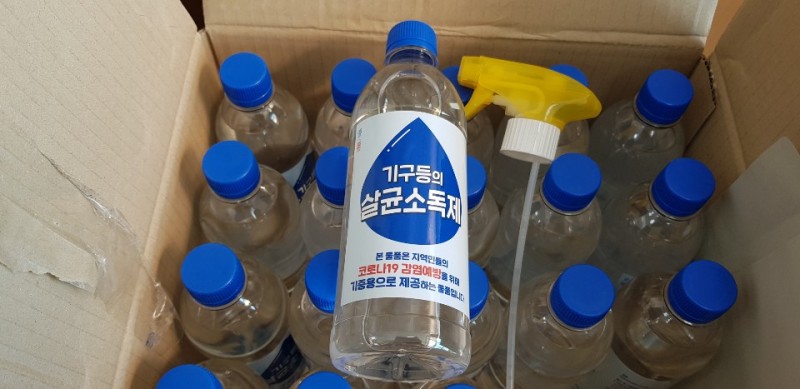 기구등의
살균소독제
본 물품은 지역민들의
코로나19 감염예방을 위해
기증용으로 제공하는 물품입니다